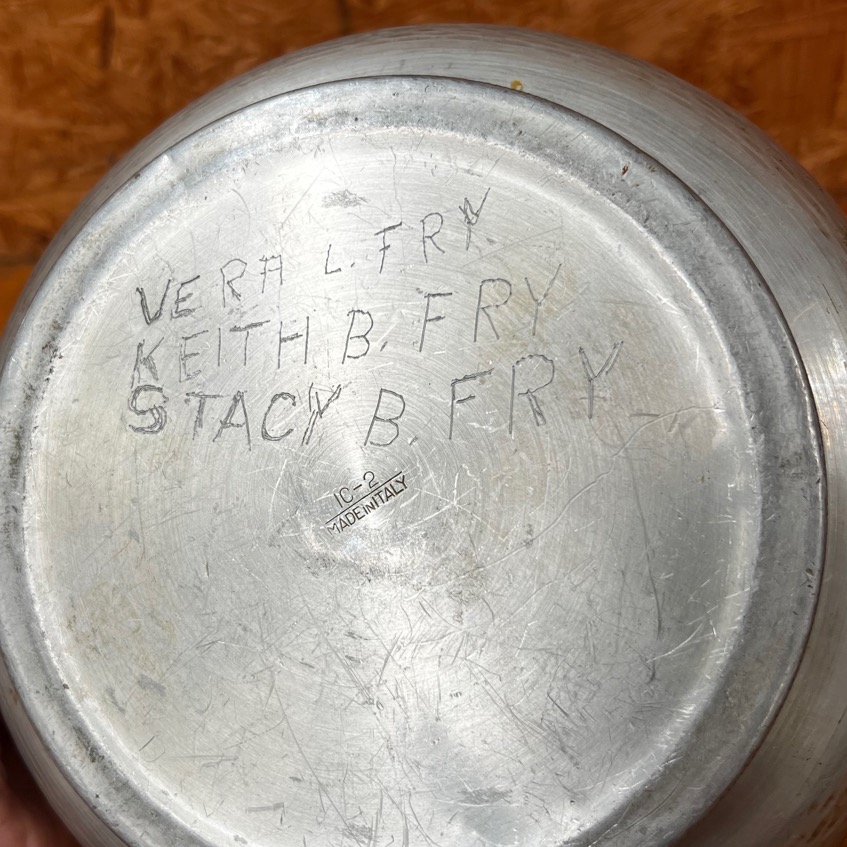 VERA L. FRY
KEITH B. FRY
STACY B. FRY
IC-2
MADE IN ITALY